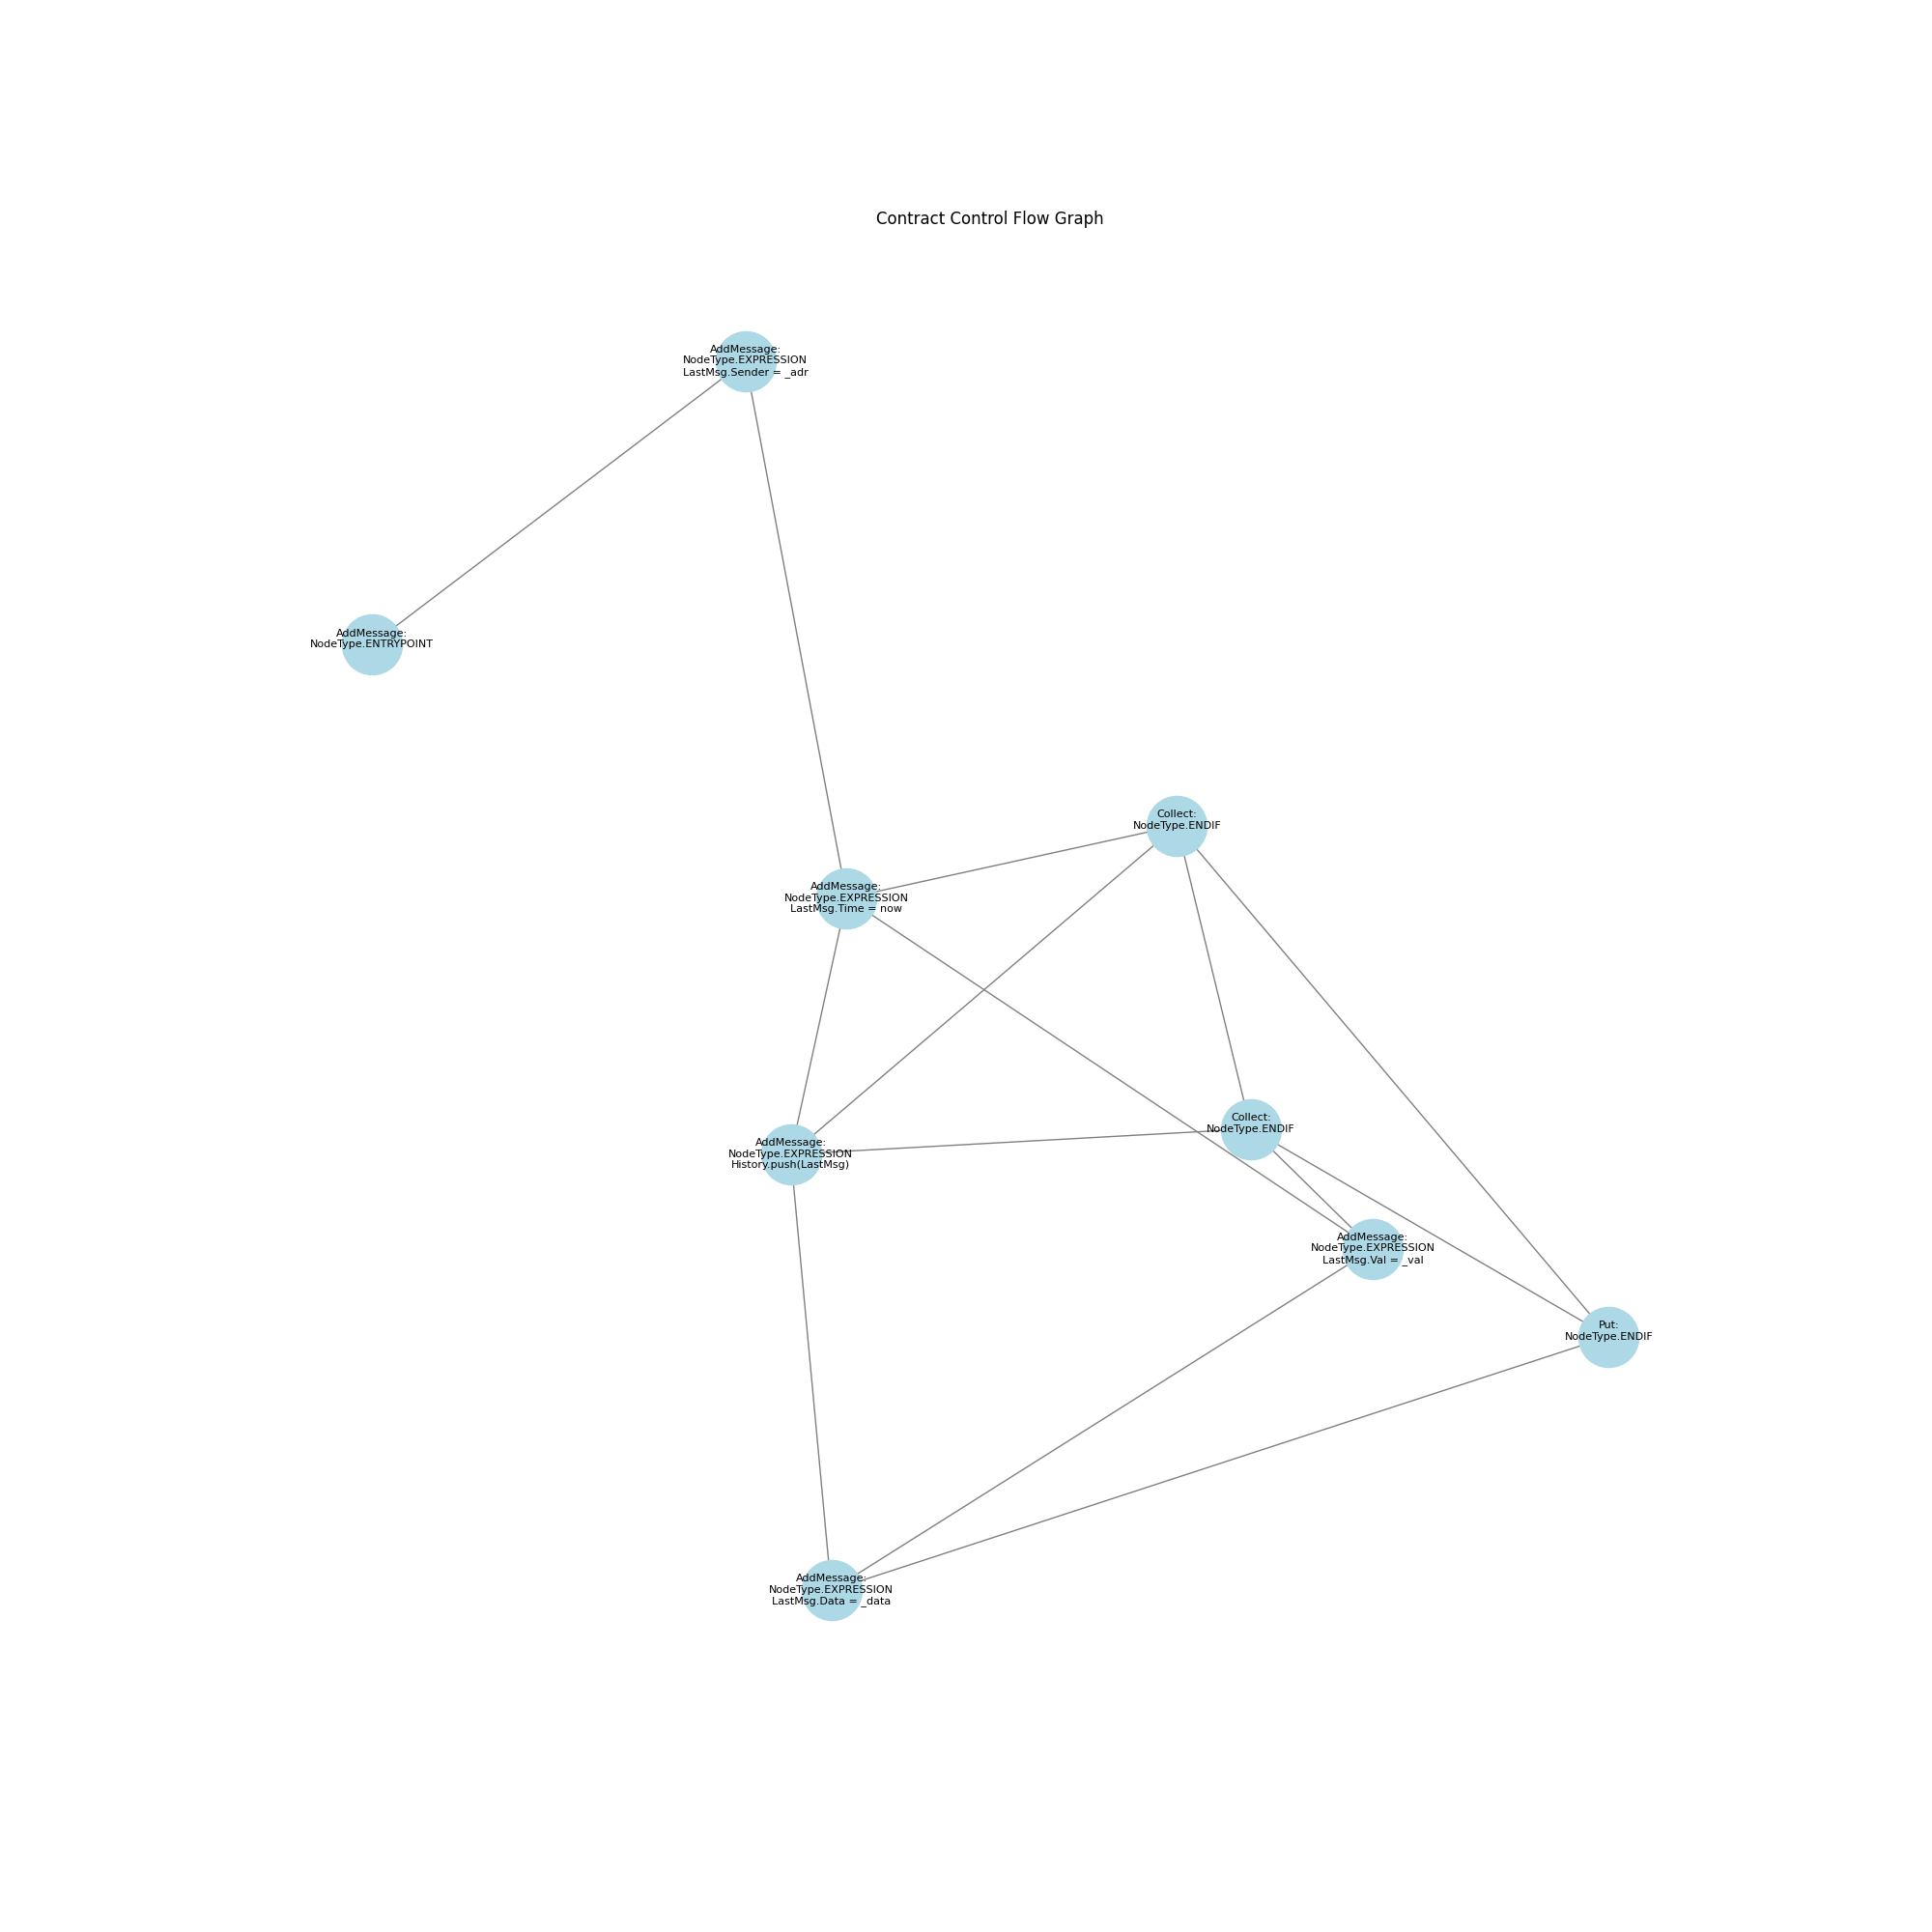 Contract Control Flow Graph
AddMessage:
NodeType.EXPRESSION
LastMsg.Sender = _adr
AddMessage:
NodeType.ENTRYPOINT
Collect:
NodeType.ENDIF
AddMessage:
NodeType.EXPRESSION
LastMsg.Time = now
Collect:
NodeType.ENDIF
AddMessage:
NodeType.EXPRESSION
History.push(LastMsg)
AddMessage:
NodeType.EXPRESSION
LastMsg.Val = _val
Put:
NodeType.ENDIF
AddMessage:
NodeType.EXPRESSION
LastMsg.Data = _data